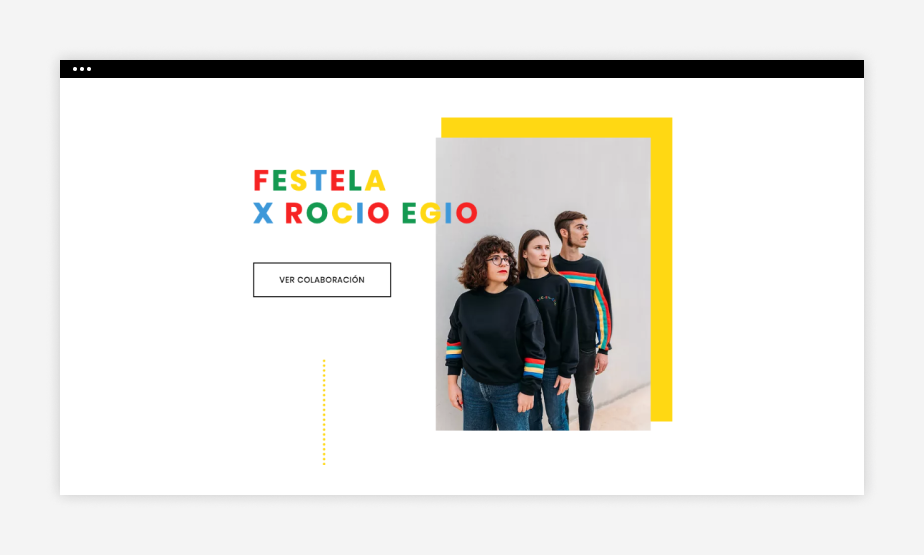 FESTELA
X ROCIO EGIO
VER COLABORACIÓN